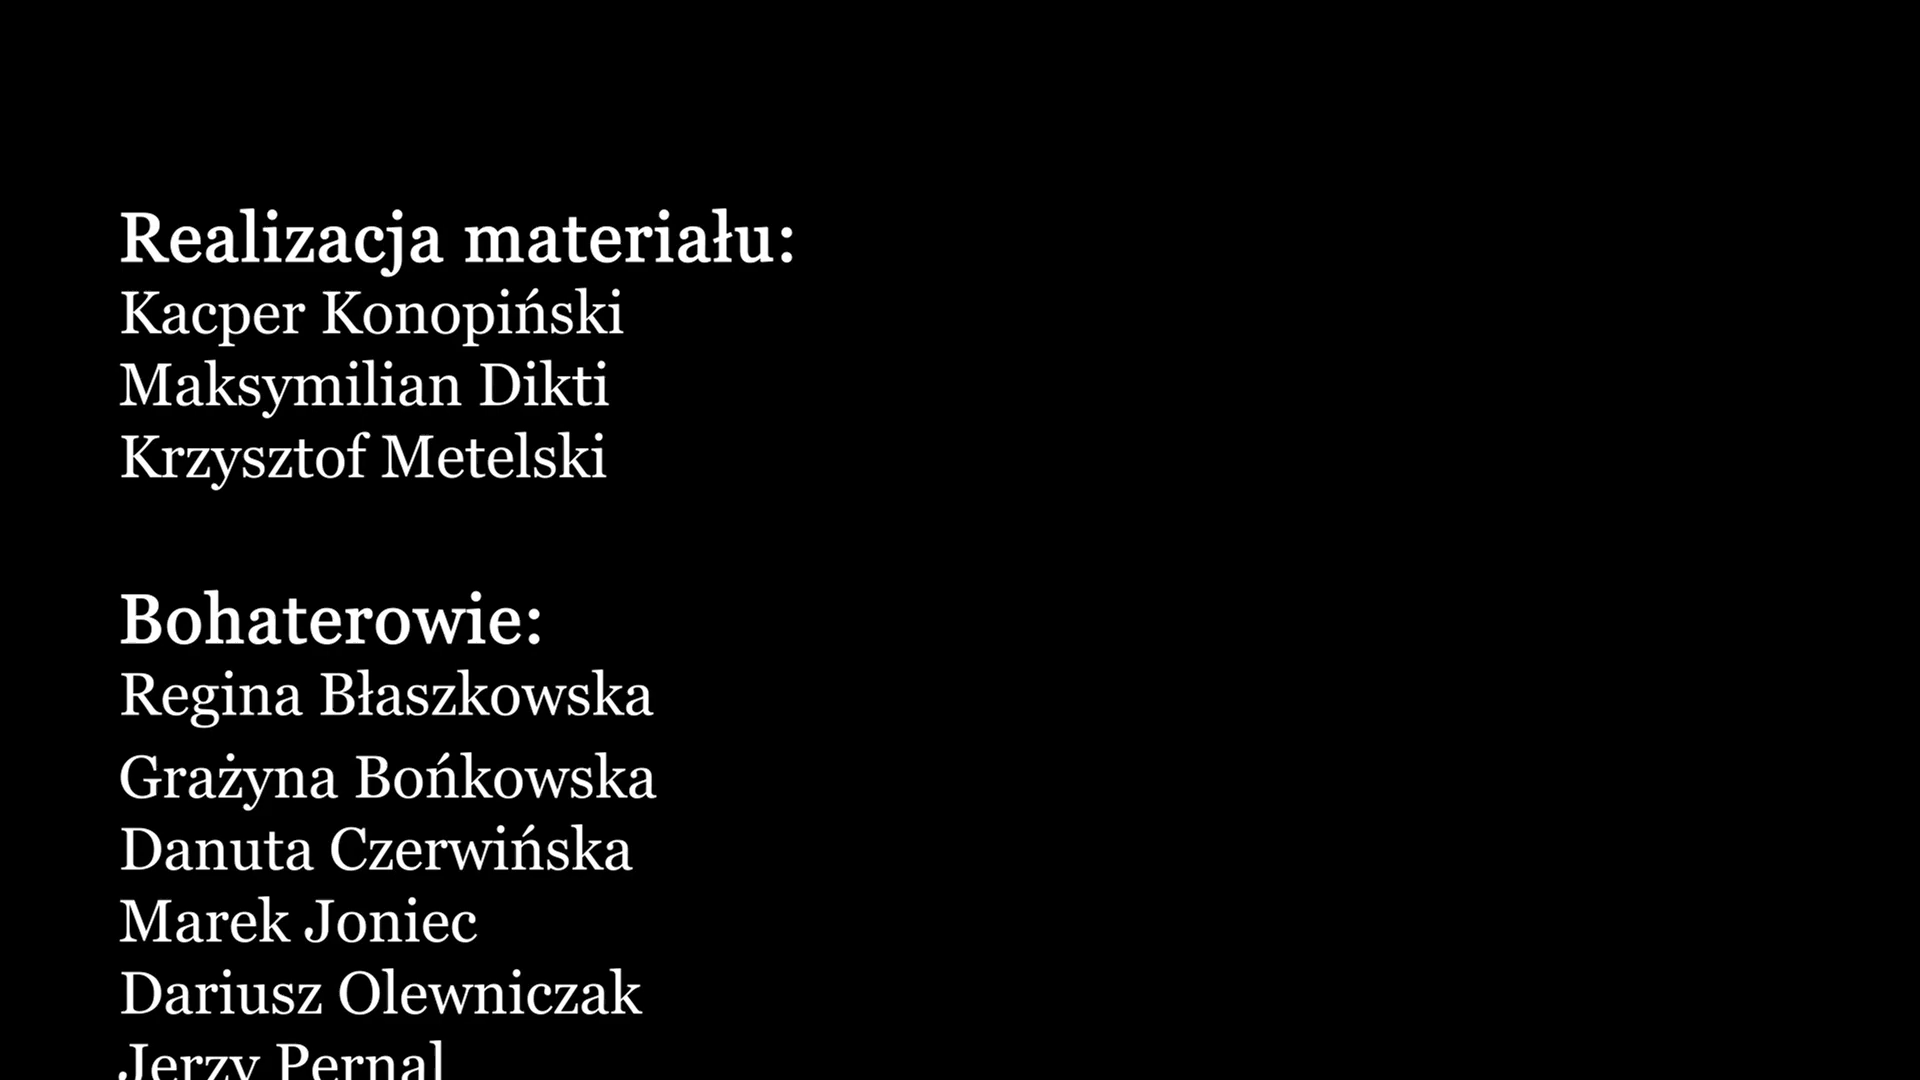 Realizacja materiału:
Kacper Konopiński
Maksymilian Dikti
Krzysztof Metelski
Bohaterowie:
Regina Błaszkowska
Grażyna Bońkowska
Danuta Czerwińska
Marek Joniec
Dariusz Olewniczak
Jerzy Pernal